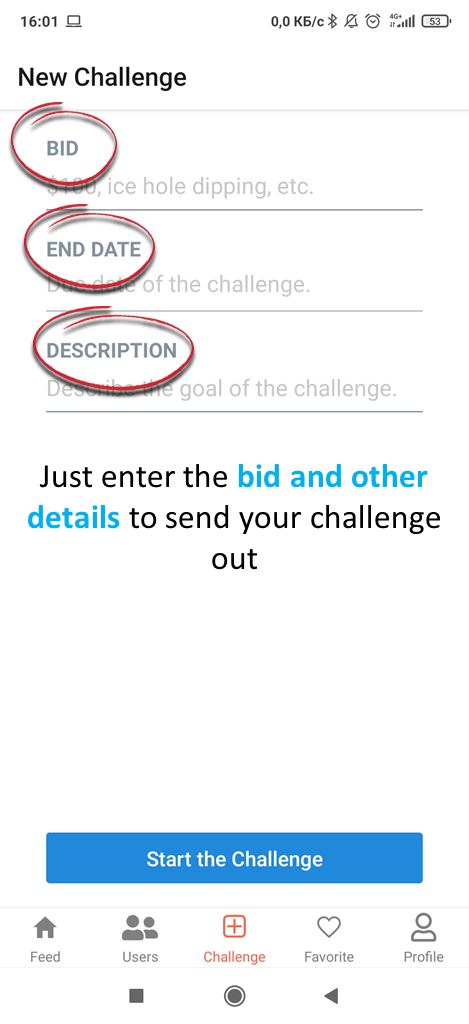 16:01 0,0 КБ/с 4G+ 53
New Challenge
BID
$100, ice hole dipping, etc.
END DATE
Due date of the challenge.
DESCRIPTION
Describe the goal of the challenge.
Just enter the bid and other
details to send your challenge
out
Start the Challenge
Feed Users Challenge Favorite Profile